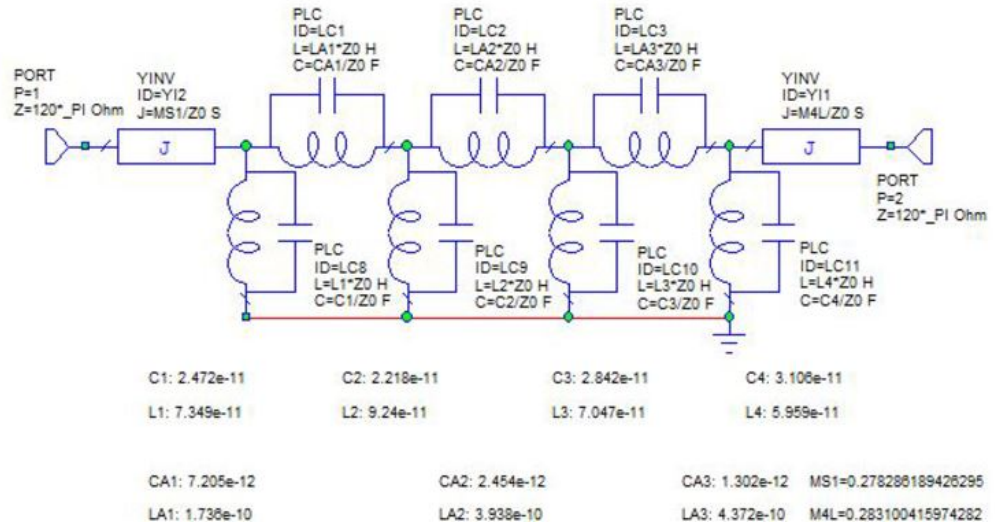 PLC
ID=LC1
L=LA1*Z0 H
C=CA1/Z0 F
PLC
ID=LC2
L=LA2*Z0 H
C=CA2/Z0 F
PLC
ID=LC3
L=LA3*Z0 H
C=CA3/Z0 F
PORT
P=1
Z=120*_PI Ohm
YINV
ID=YI2
J=MS1/Z0 S
J
YINV
ID=YI1
J=M4L/Z0 S
J
PORT
P=2
Z=120*_PI Ohm
PLC
ID=LC8
L=L1*Z0 H
C=C1/Z0 F
PLC
ID=LC9
L=L2*Z0 H
C=C2/Z0 F
PLC
ID=LC10
L=L3*Z0 H
C=C3/Z0 F
PLC
ID=LC11
L=L4*Z0 H
C=C4/Z0 F
C1: 2.472e-11 C2: 2.218e-11 C3: 2.842e-11 C4: 3.106e-11
L1: 7.349e-11 L2: 9.24e-11 L3: 7.047e-11 L4: 5.959e-11
CA1: 7.205e-12 CA2: 2.454e-12 CA3: 1.302e-12 MS1=0.278286189426295
LA1: 1.736e-10 LA2: 3.938e-10 LA3: 4.372e-10 M4L=0.283100415974282